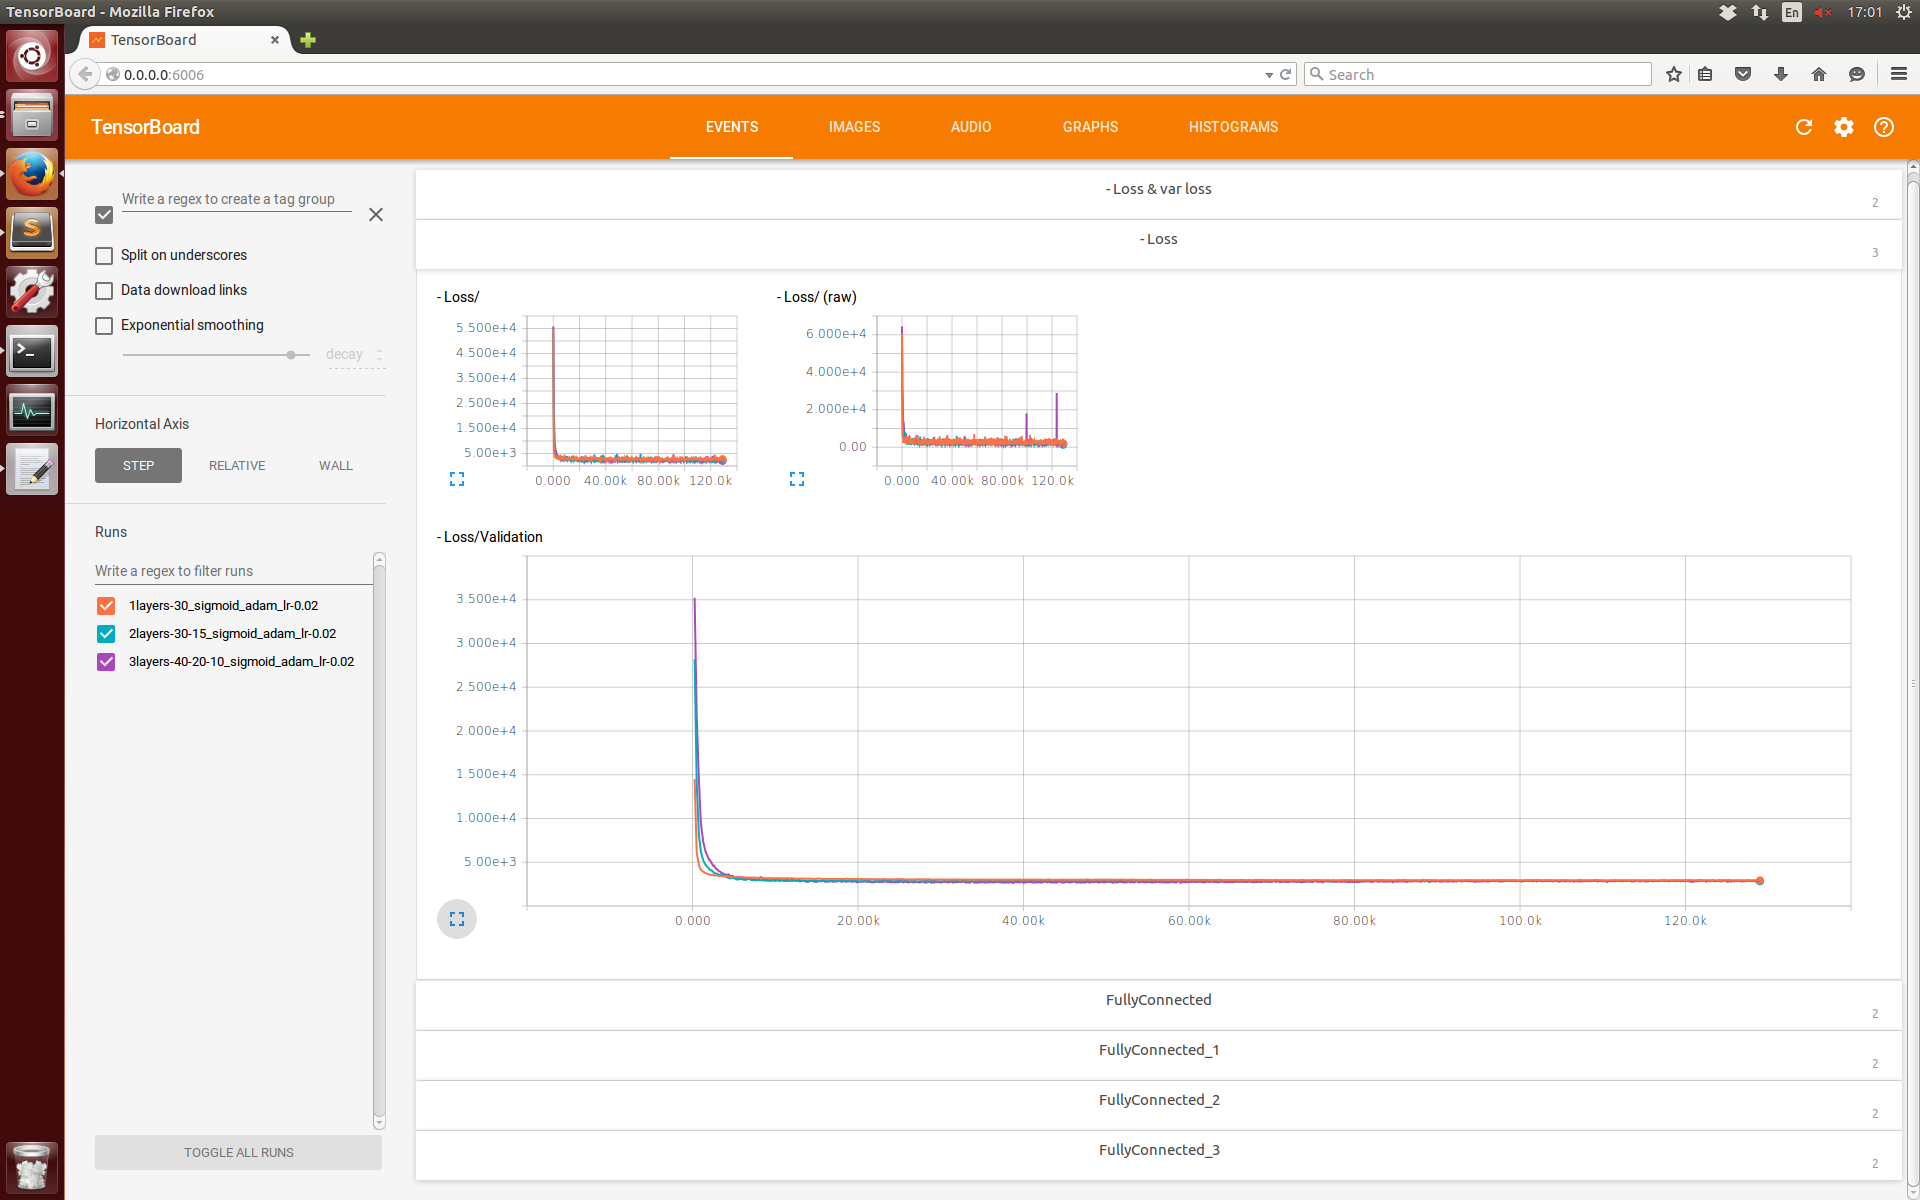 TensorBoard - Mozilla Firefox
En
17:01
TensorBoard
0.0.0.0:6006
Search
TensorBoard
EVENTS
IMAGES
AUDIO
GRAPHS
HISTOGRAMS
Write a regex to create a tag group
Split on underscores
Data download links
Exponential smoothing
decay
Horizontal Axis
STEP
RELATIVE
WALL
Runs
Write a regex to filter runs
1layers-30_sigmoid_adam_lr-0.02
2layers-30-15_sigmoid_adam_lr-0.02
3layers-40-20-10_sigmoid_adam_lr-0.02
TOGGLE ALL RUNS
- Loss & var loss
2
- Loss
3
- Loss/
5.500e+4
4.500e+4
3.500e+4
2.500e+4
1.500e+4
5.00e+3
0.000 40.00k 80.00k 120.0k
- Loss/ (raw)
6.000e+4
4.000e+4
2.000e+4
0.00
0.000 40.00k 80.00k 120.0k
- Loss/Validation
3.500e+4
3.000e+4
2.500e+4
2.000e+4
1.500e+4
1.000e+4
5.00e+3
0.000 20.00k 40.00k 60.00k 80.00k 100.0k 120.0k
FullyConnected
2
FullyConnected_1
2
FullyConnected_2
2
FullyConnected_3
2